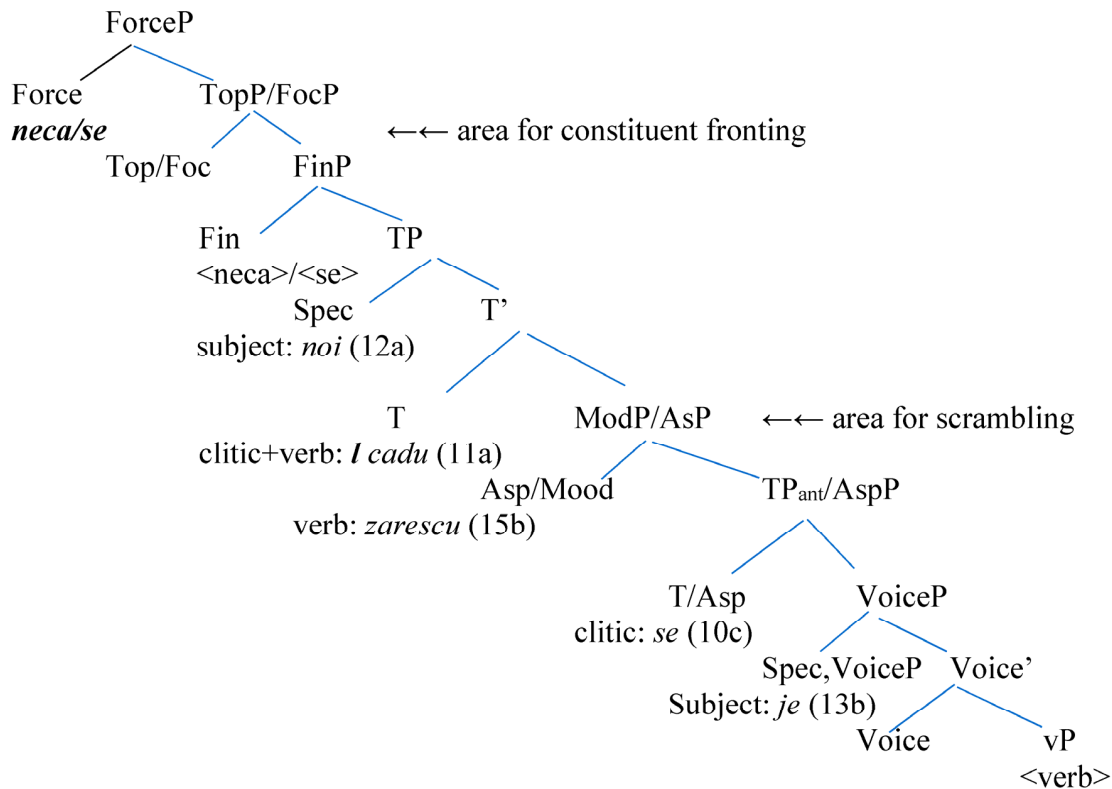 ForceP
Force TopP/FocP
neca/se ←← area for constituent fronting
Top/Foc FinP
Fin TP
<neca>/<se>
Spec T’
subject: noi (12a)
T ModP/AsP ←← area for scrambling
clitic+verb: l cadu (11a)
Asp/Mood TPant/AspP
verb: zarescu (15b)
T/Asp VoiceP
clitic: se (10c)
Spec,VoiceP Voice’
Subject: je (13b)
Voice vP
<verb>